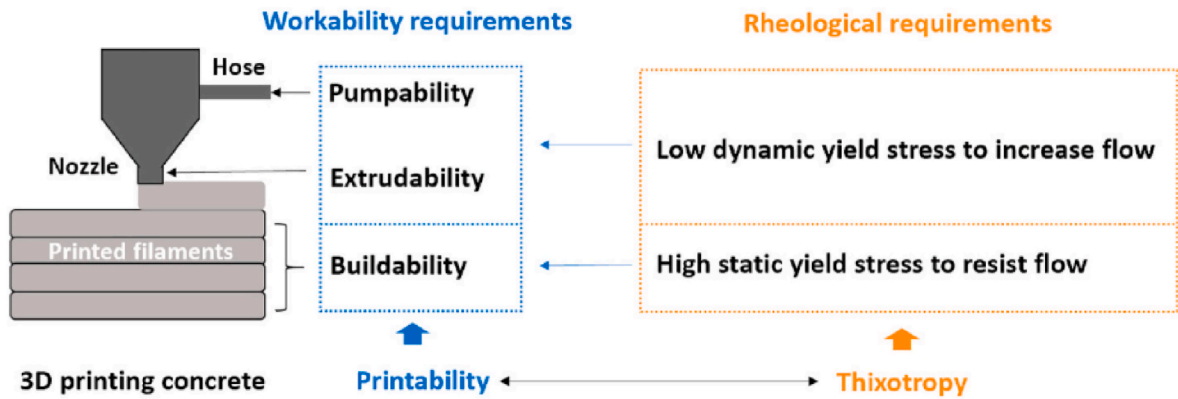 Workability requirements
Rheological requirements
Hose
Pumpability
Low dynamic yield stress to increase flow
Nozzle
Extrudability
Printed filaments
Buildability
High static yield stress to resist flow
3D printing concrete
Printability
Thixotropy